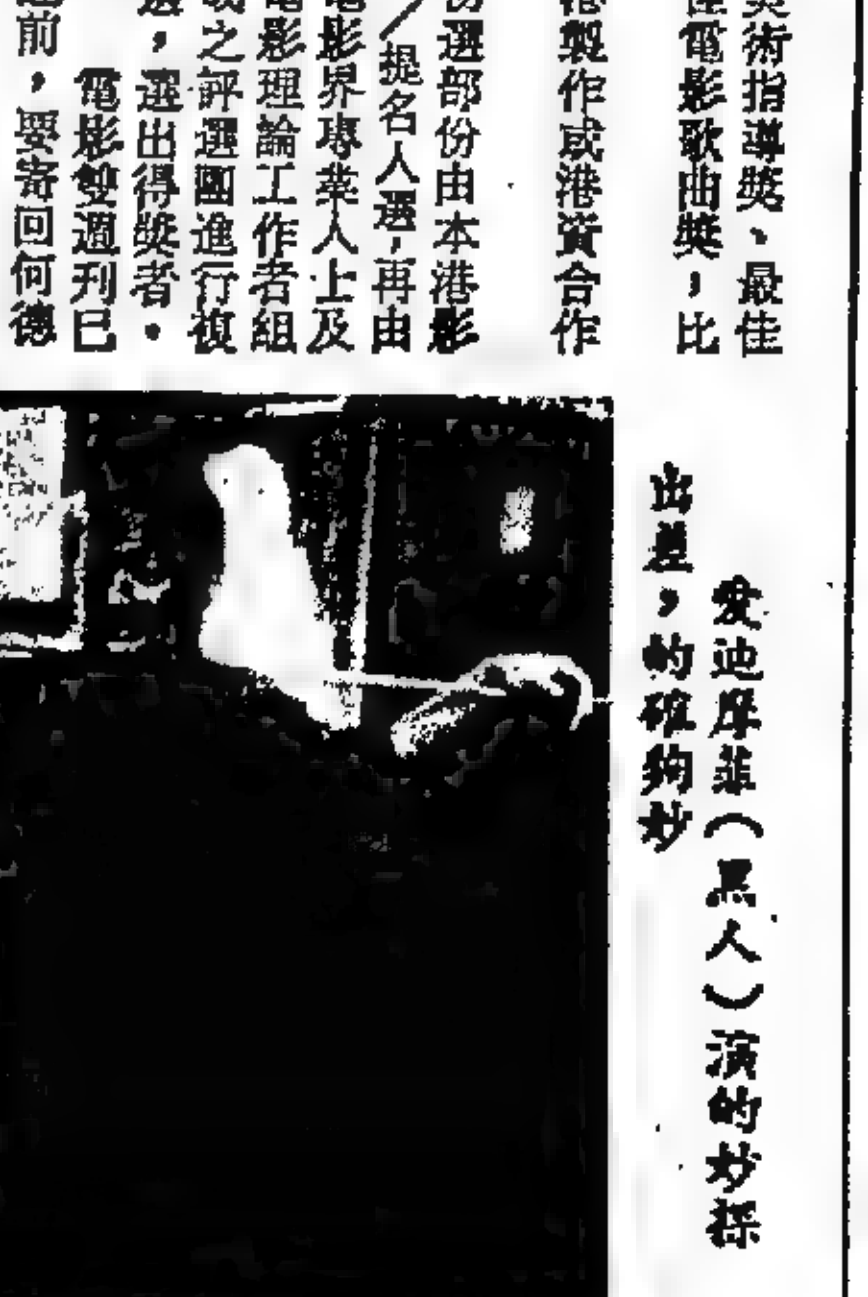 美術指導獎、最佳
佳電影歌曲獎，比
港製作或港資合作
份選部份由本港影
／提名人選，再由
電影界專業人士及
電影理論工作者組
之評選團進行複
選，選出得獎者。
電影雙週刊已
前，要寄回何德
愛迪摩菲（黑人）演的妙探
出差，的確夠妙